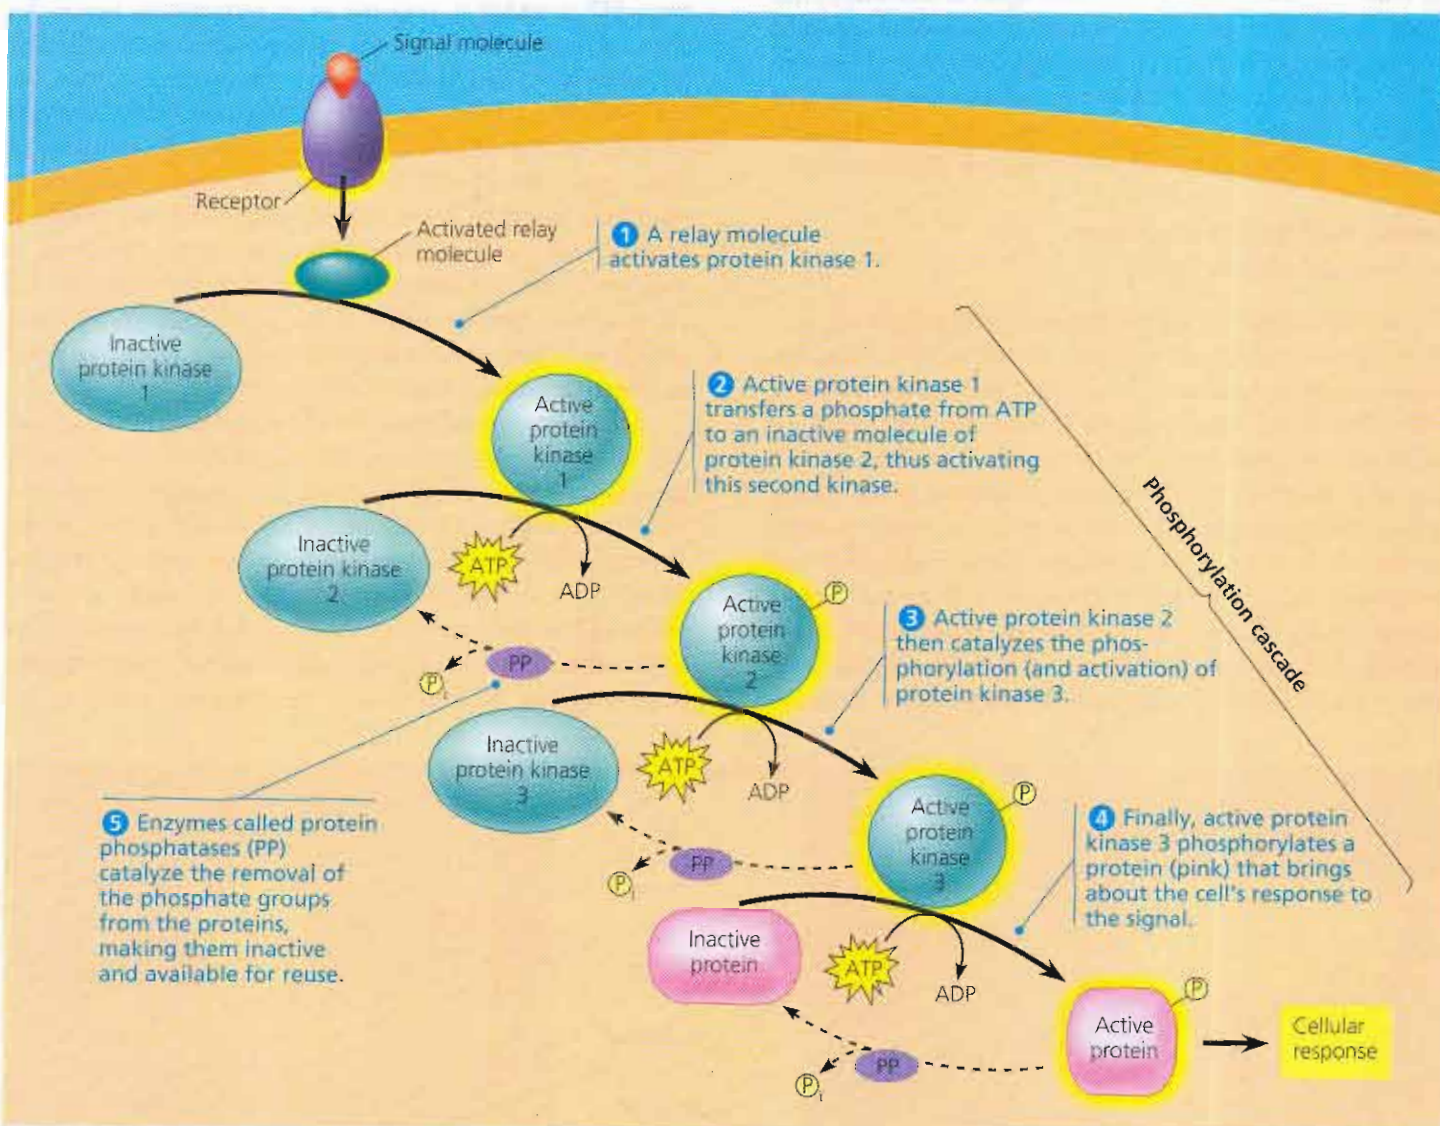 Signal molecule
Receptor
Activated relay
molecule
1 A relay molecule
activates protein kinase 1.
Inactive
protein kinase
1
Active
protein
kinase
1
2 Active protein kinase 1
transfers a phosphate from ATP
to an inactive molecule of
protein kinase 2, thus activating
this second kinase.
Phosphorylation cascade
Inactive
protein kinase
2
ATP
ADP
Active
protein
kinase
2
P
3 Active protein kinase 2
then catalyzes the phos-
phorylation (and activation) of
protein kinase 3.
PP
Pi
Inactive
protein kinase
3
ATP
ADP
Active
protein
kinase
3
P
4 Finally, active protein
kinase 3 phosphorylates a
protein (pink) that brings
about the cell's response to
the signal.
5 Enzymes called protein
phosphatases (PP)
catalyze the removal of
the phosphate groups
from the proteins,
making them inactive
and available for reuse.
PP
Pi
Inactive
protein
ATP
ADP
Active
protein
P
Cellular
response
PP
Pi